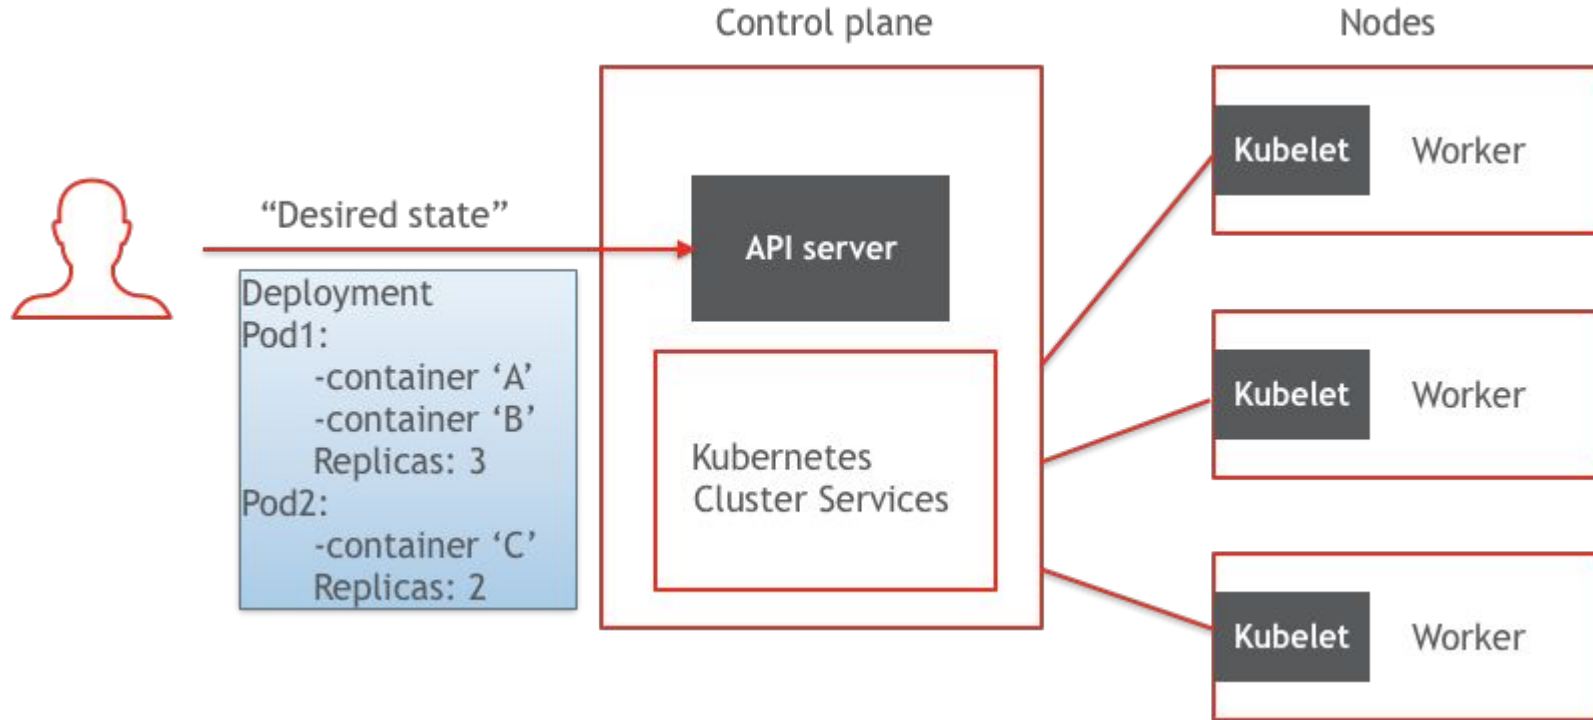 Control plane
Nodes
“Desired state”
Deployment
Pod1:
-container ‘A’
-container ‘B’
Replicas: 3
Pod2:
-container ‘C’
Replicas: 2
API server
Kubernetes
Cluster Services
Kubelet
Worker
Kubelet
Worker
Kubelet
Worker